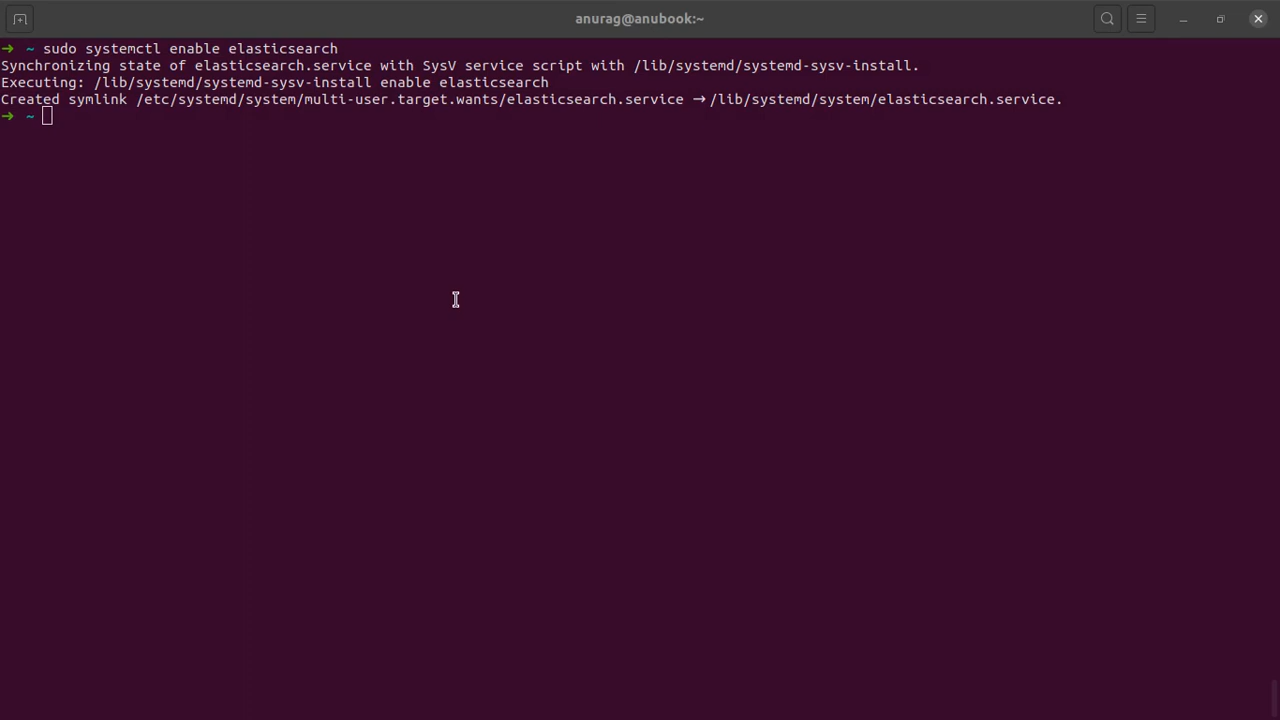 anurag@anubook:~
➜ ~ sudo systemctl enable elasticsearch
Synchronizing state of elasticsearch.service with SysV service script with /lib/systemd/systemd-sysv-install.
Executing: /lib/systemd/systemd-sysv-install enable elasticsearch
Created symlink /etc/systemd/system/multi-user.target.wants/elasticsearch.service → /lib/systemd/system/elasticsearch.service.
➜ ~